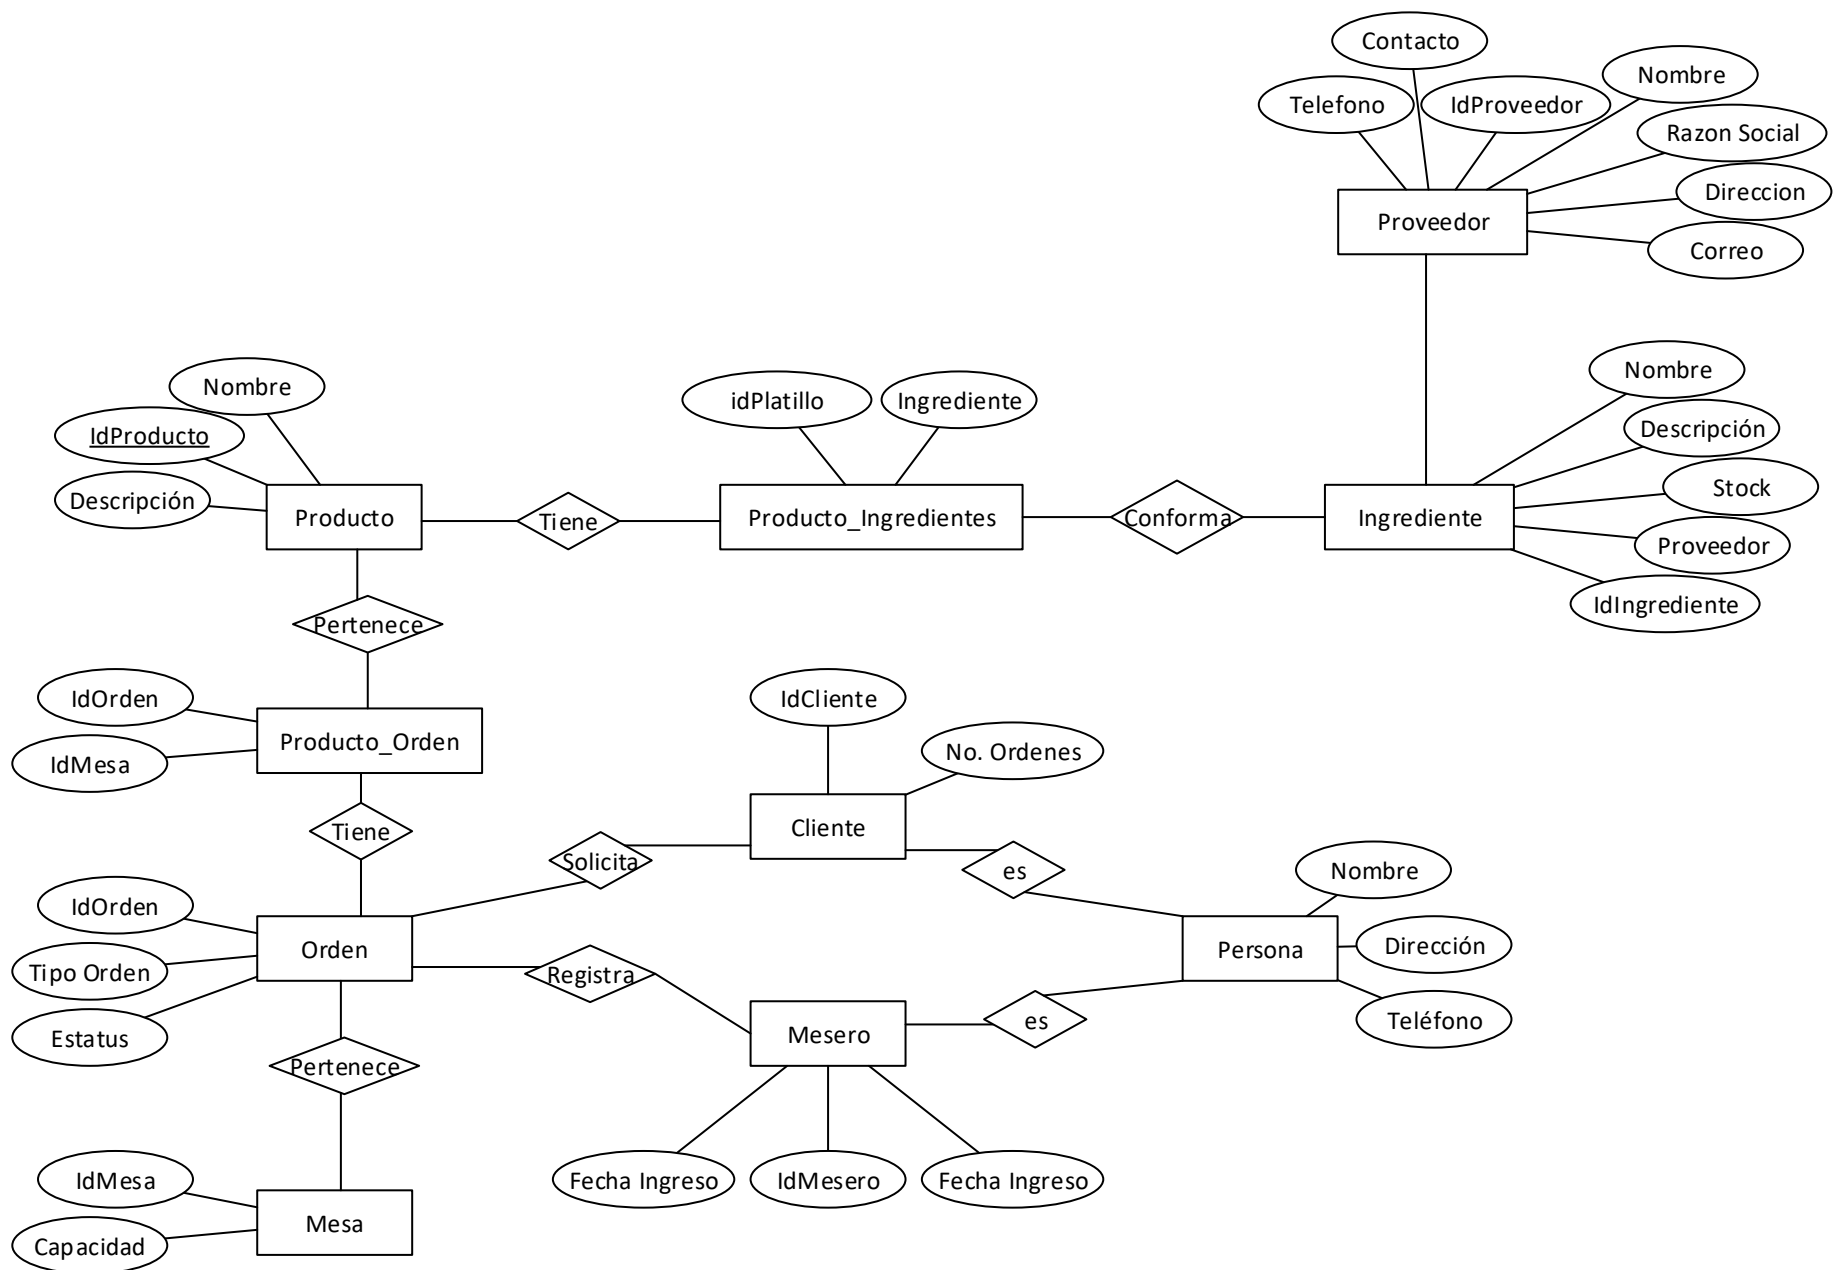 Contacto
Nombre
Telefono
IdProveedor
Razon Social
Direccion
Proveedor
Correo
Nombre
Nombre
idPlatillo
Ingrediente
IdProducto
Descripción
Descripción
Stock
Producto
Tiene
Producto_Ingredientes
Conforma
Ingrediente
Proveedor
IdIngrediente
Pertenece
IdOrden
IdCliente
Producto_Orden
No. Ordenes
IdMesa
Tiene
Cliente
Solicita
es
Nombre
IdOrden
Orden
Persona
Dirección
Tipo Orden
Registra
Estatus
Mesero
es
Teléfono
Pertenece
IdMesa
Fecha Ingreso
IdMesero
Fecha Ingreso
Mesa
Capacidad